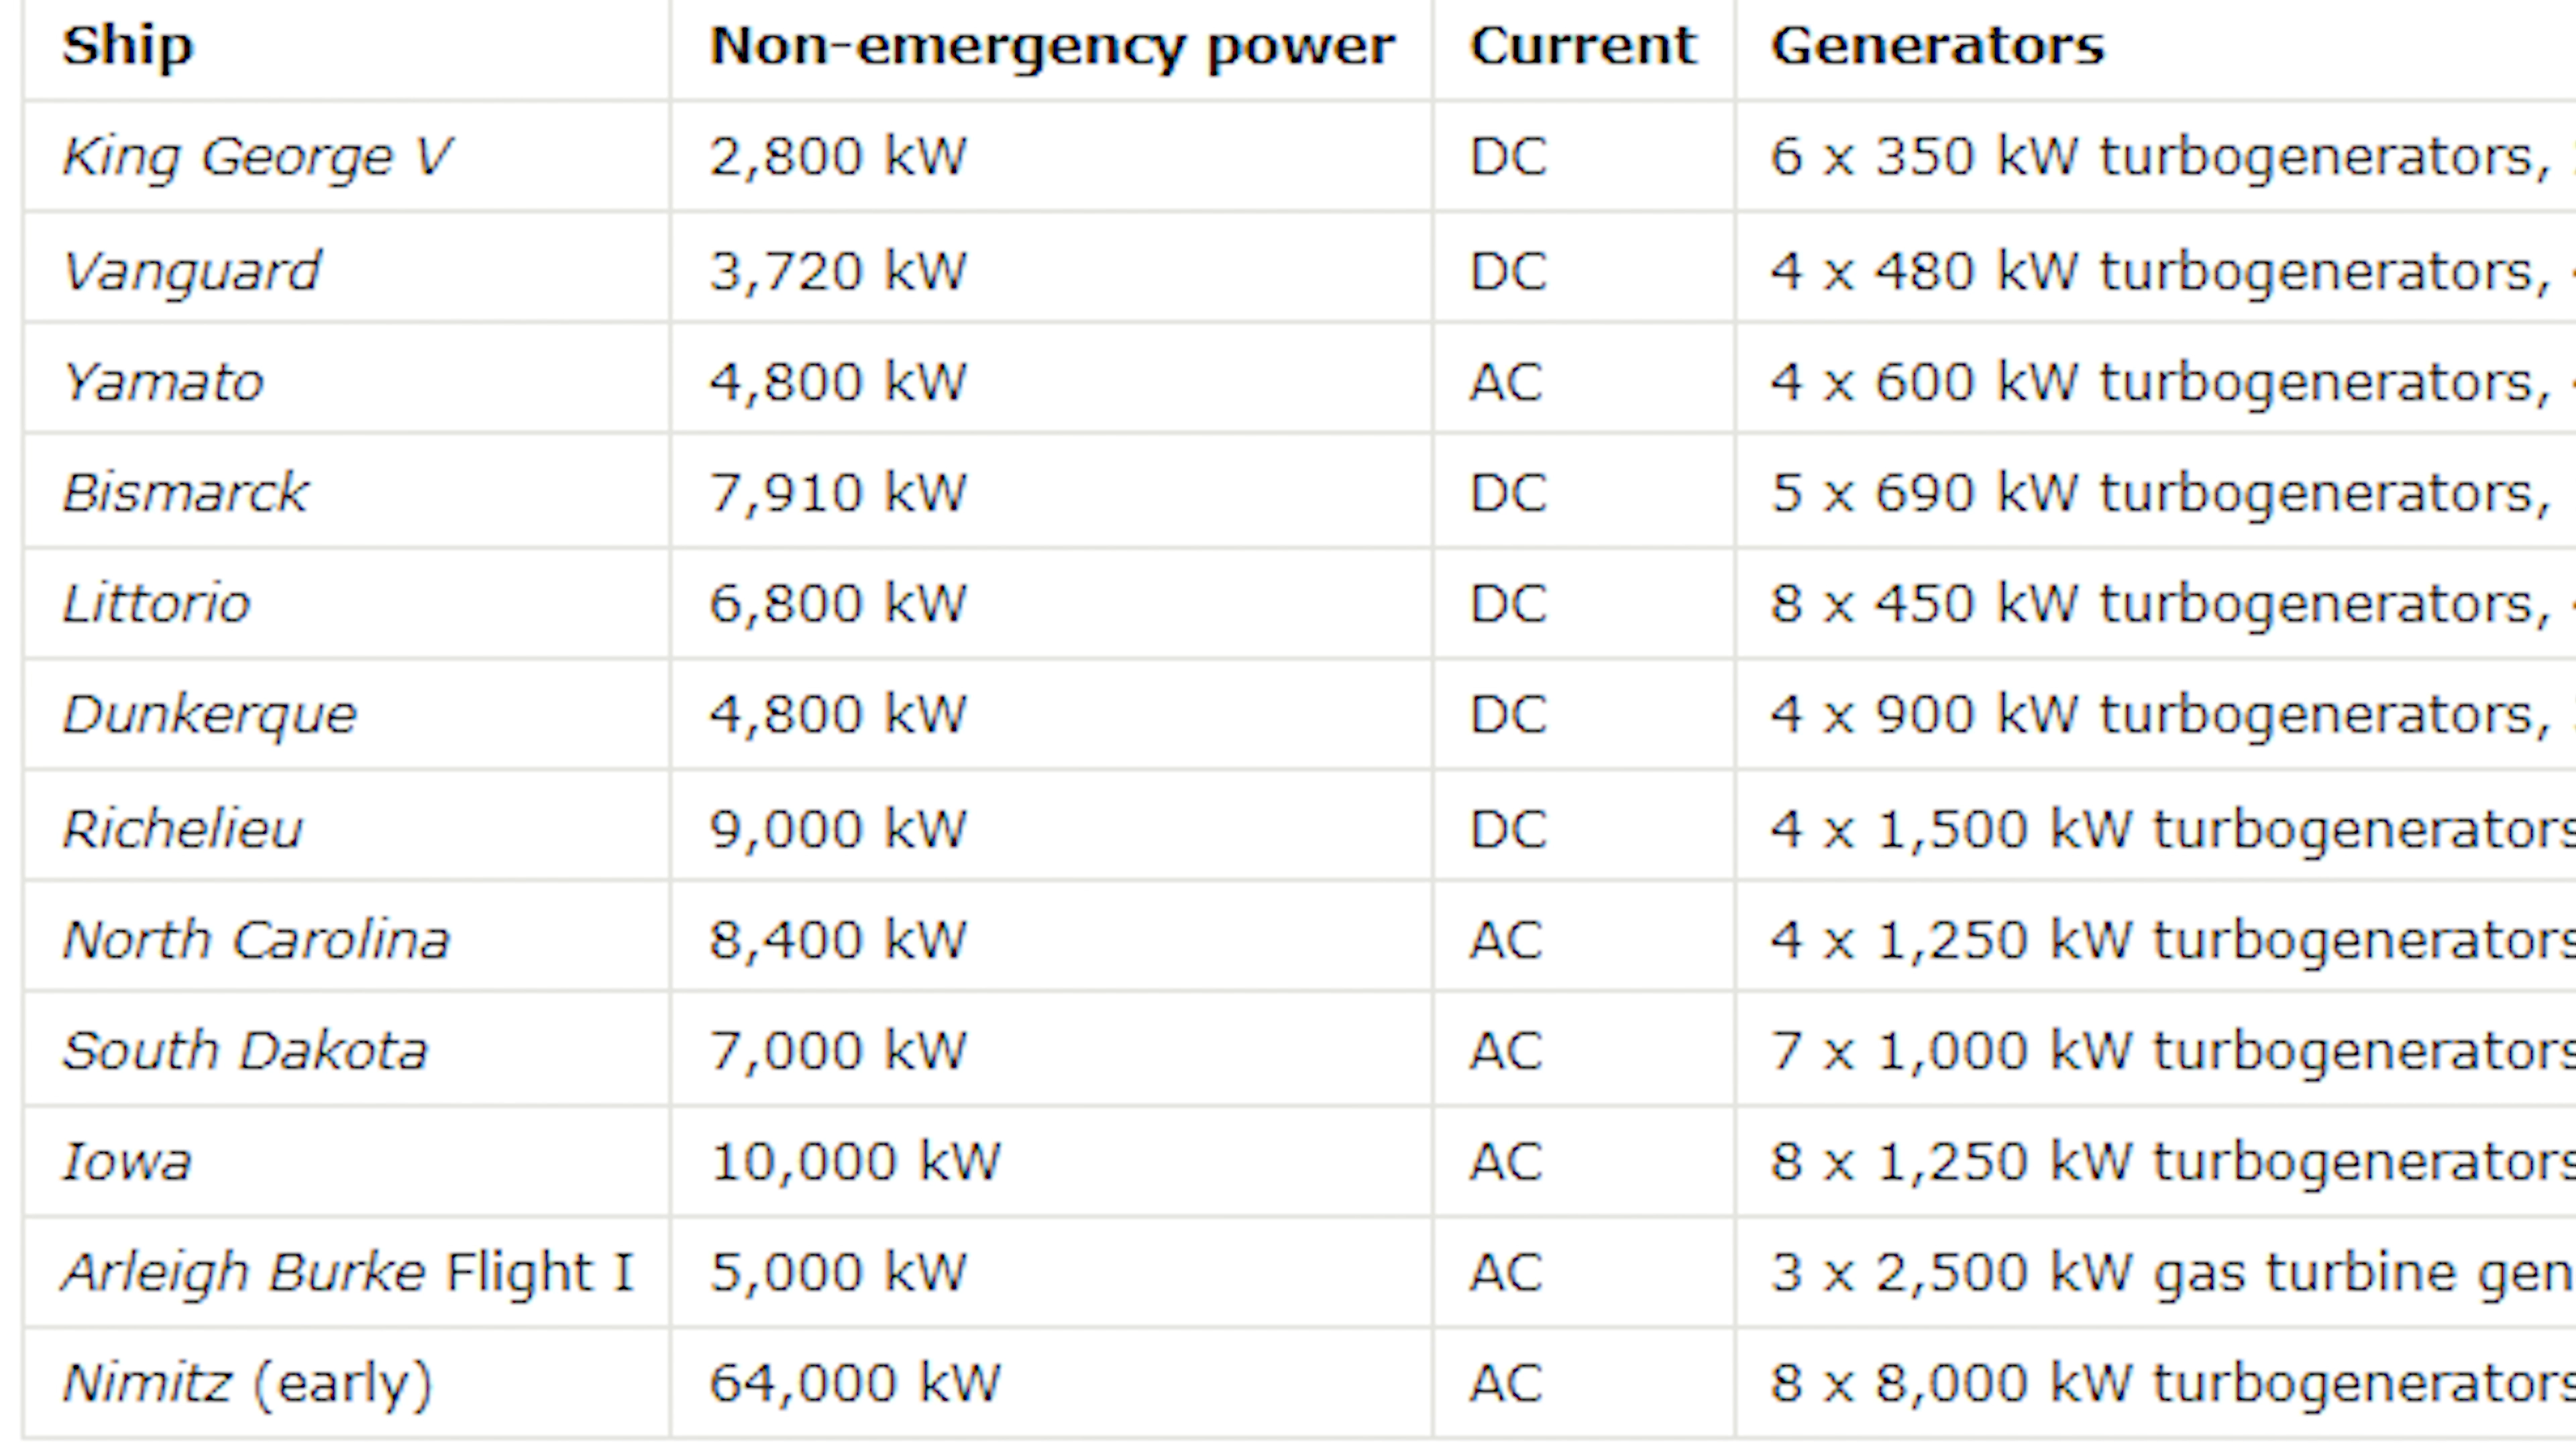 Ship Non-emergency power Current Generators
King George V 2,800 kW DC 6 x 350 kW turbogenerators,
Vanguard 3,720 kW DC 4 x 480 kW turbogenerators,
Yamato 4,800 kW AC 4 x 600 kW turbogenerators,
Bismarck 7,910 kW DC 5 x 690 kW turbogenerators,
Littorio 6,800 kW DC 8 x 450 kW turbogenerators,
Dunkerque 4,800 kW DC 4 x 900 kW turbogenerators,
Richelieu 9,000 kW DC 4 x 1,500 kW turbogenerators
North Carolina 8,400 kW AC 4 x 1,250 kW turbogenerators
South Dakota 7,000 kW AC 7 x 1,000 kW turbogenerators
Iowa 10,000 kW AC 8 x 1,250 kW turbogenerators
Arleigh Burke Flight I 5,000 kW AC 3 x 2,500 kW gas turbine gen
Nimitz (early) 64,000 kW AC 8 x 8,000 kW turbogenerators